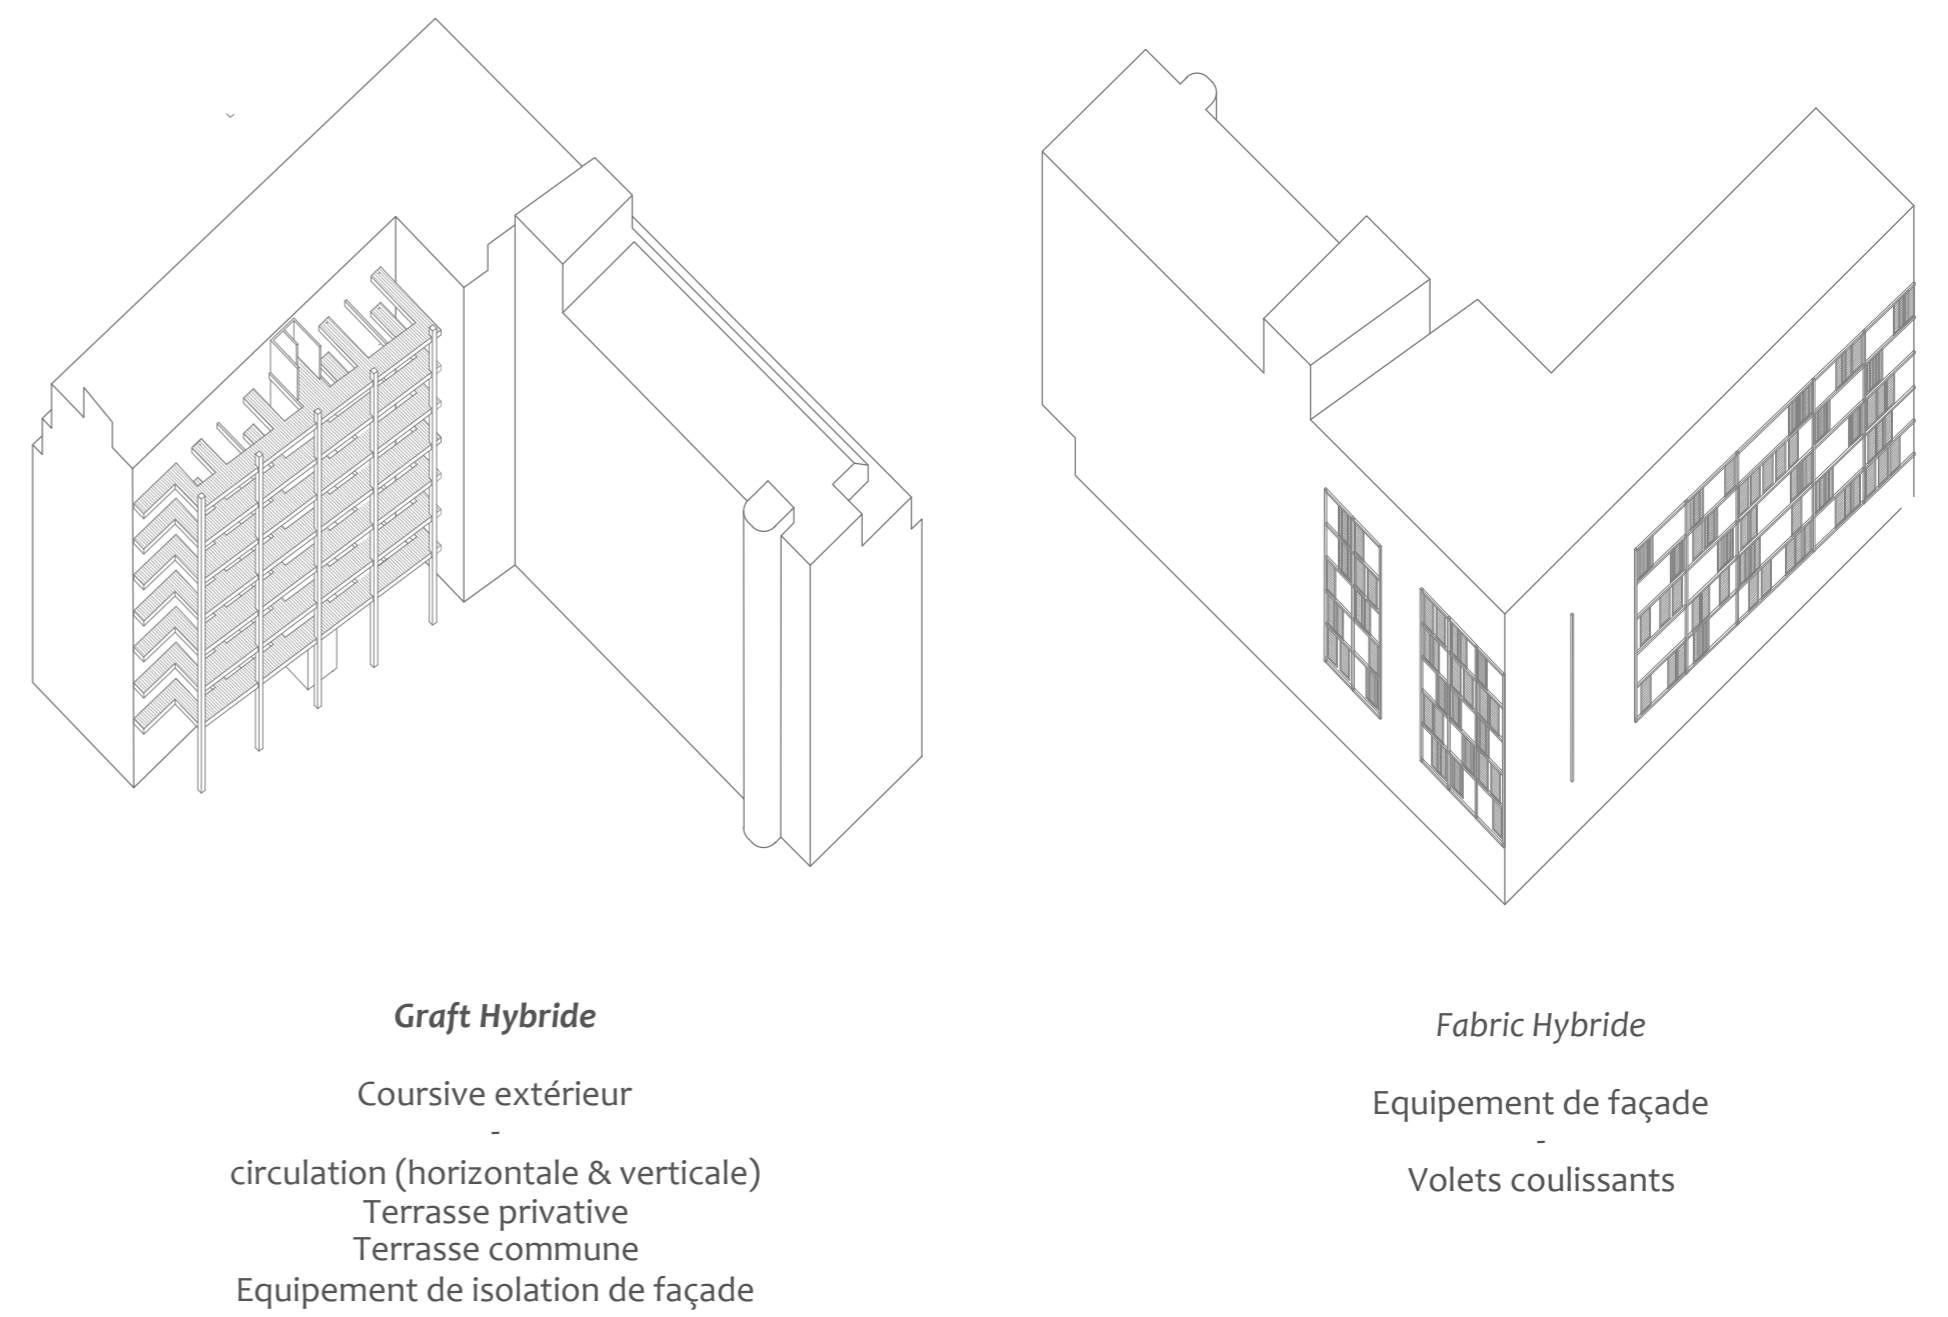 Graft Hybride
Coursive extérieur
-
circulation (horizontale & verticale)
Terrasse privative
Terrasse commune
Equipement de isolation de façade
Fabric Hybride
Equipement de façade
-
Volets coulissants